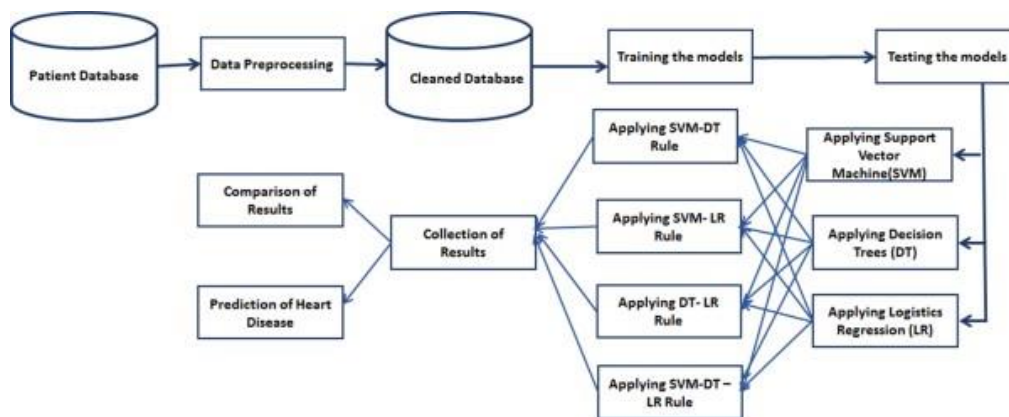 Patient Database
Data Preprocessing
Cleaned Database
Training the models
Testing the models
Applying SVM-DT
Rule
Applying Support
Vector
Machine(SVM)
Comparison of
Results
Applying SVM- LR
Rule
Collection of
Results
Applying Decision
Trees (DT)
Prediction of Heart
Disease
Applying DT- LR
Rule
Applying Logistics
Regression (LR)
Applying SVM-DT –
LR Rule